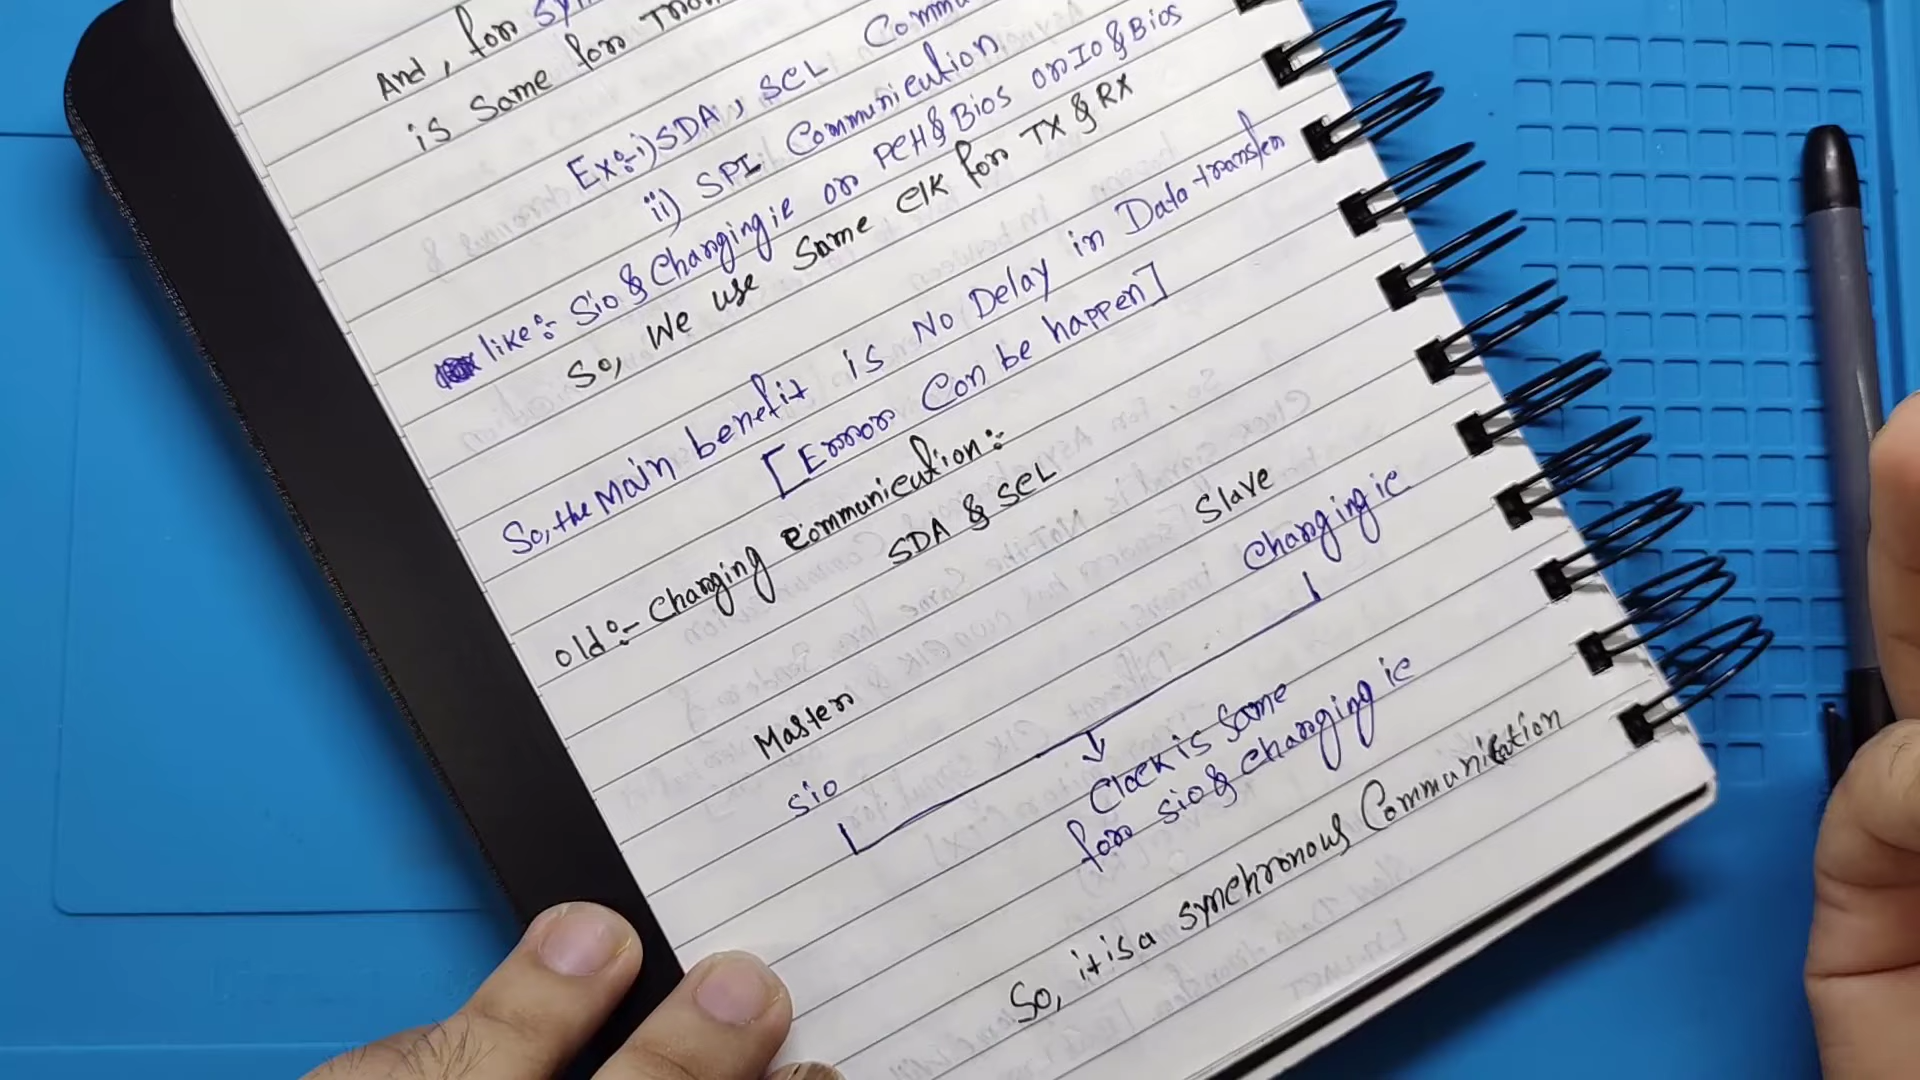 And, for
is same for
Ex:-i) SDA, SCL
ii) SPI Communication
like:- Sio & Changing ic or PCH & Bios or IO & Bios
So, We use same clk for TX & RX
So, the Main benefit is No Delay in Data transfer
[Error Can be happen]
old:- Changing Communication:-
SDA & SCL
Master
Slave
sio
Changing ic
Clock is same
for sio & changing ic
So, it is a synchronous Communication